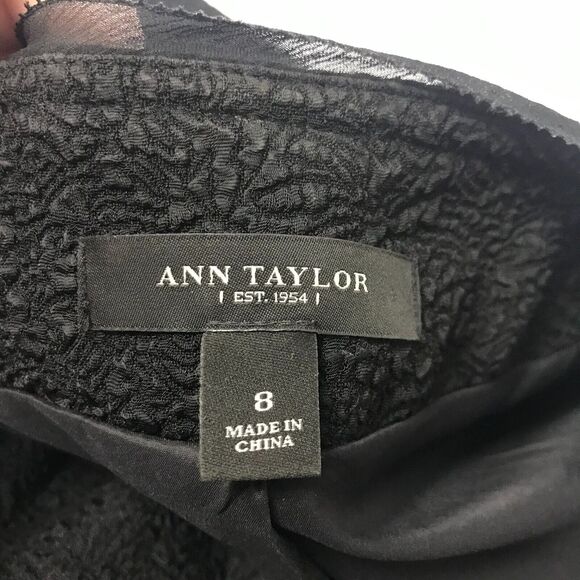 ANN TAYLOR
| EST. 1954 |
8
MADE IN
CHINA